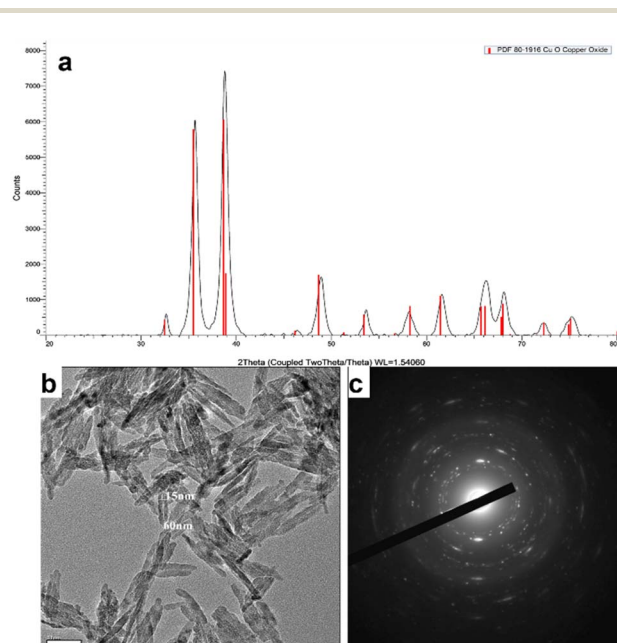 a
PDF 80-1916 Cu O Copper Oxide
8000
7000
6000
5000
4000
3000
2000
1000
0
Counts
20 30 40 50 60 70 80
2Theta (Coupled TwoTheta/Theta) WL=1.54060
b
15nm
60nm
c